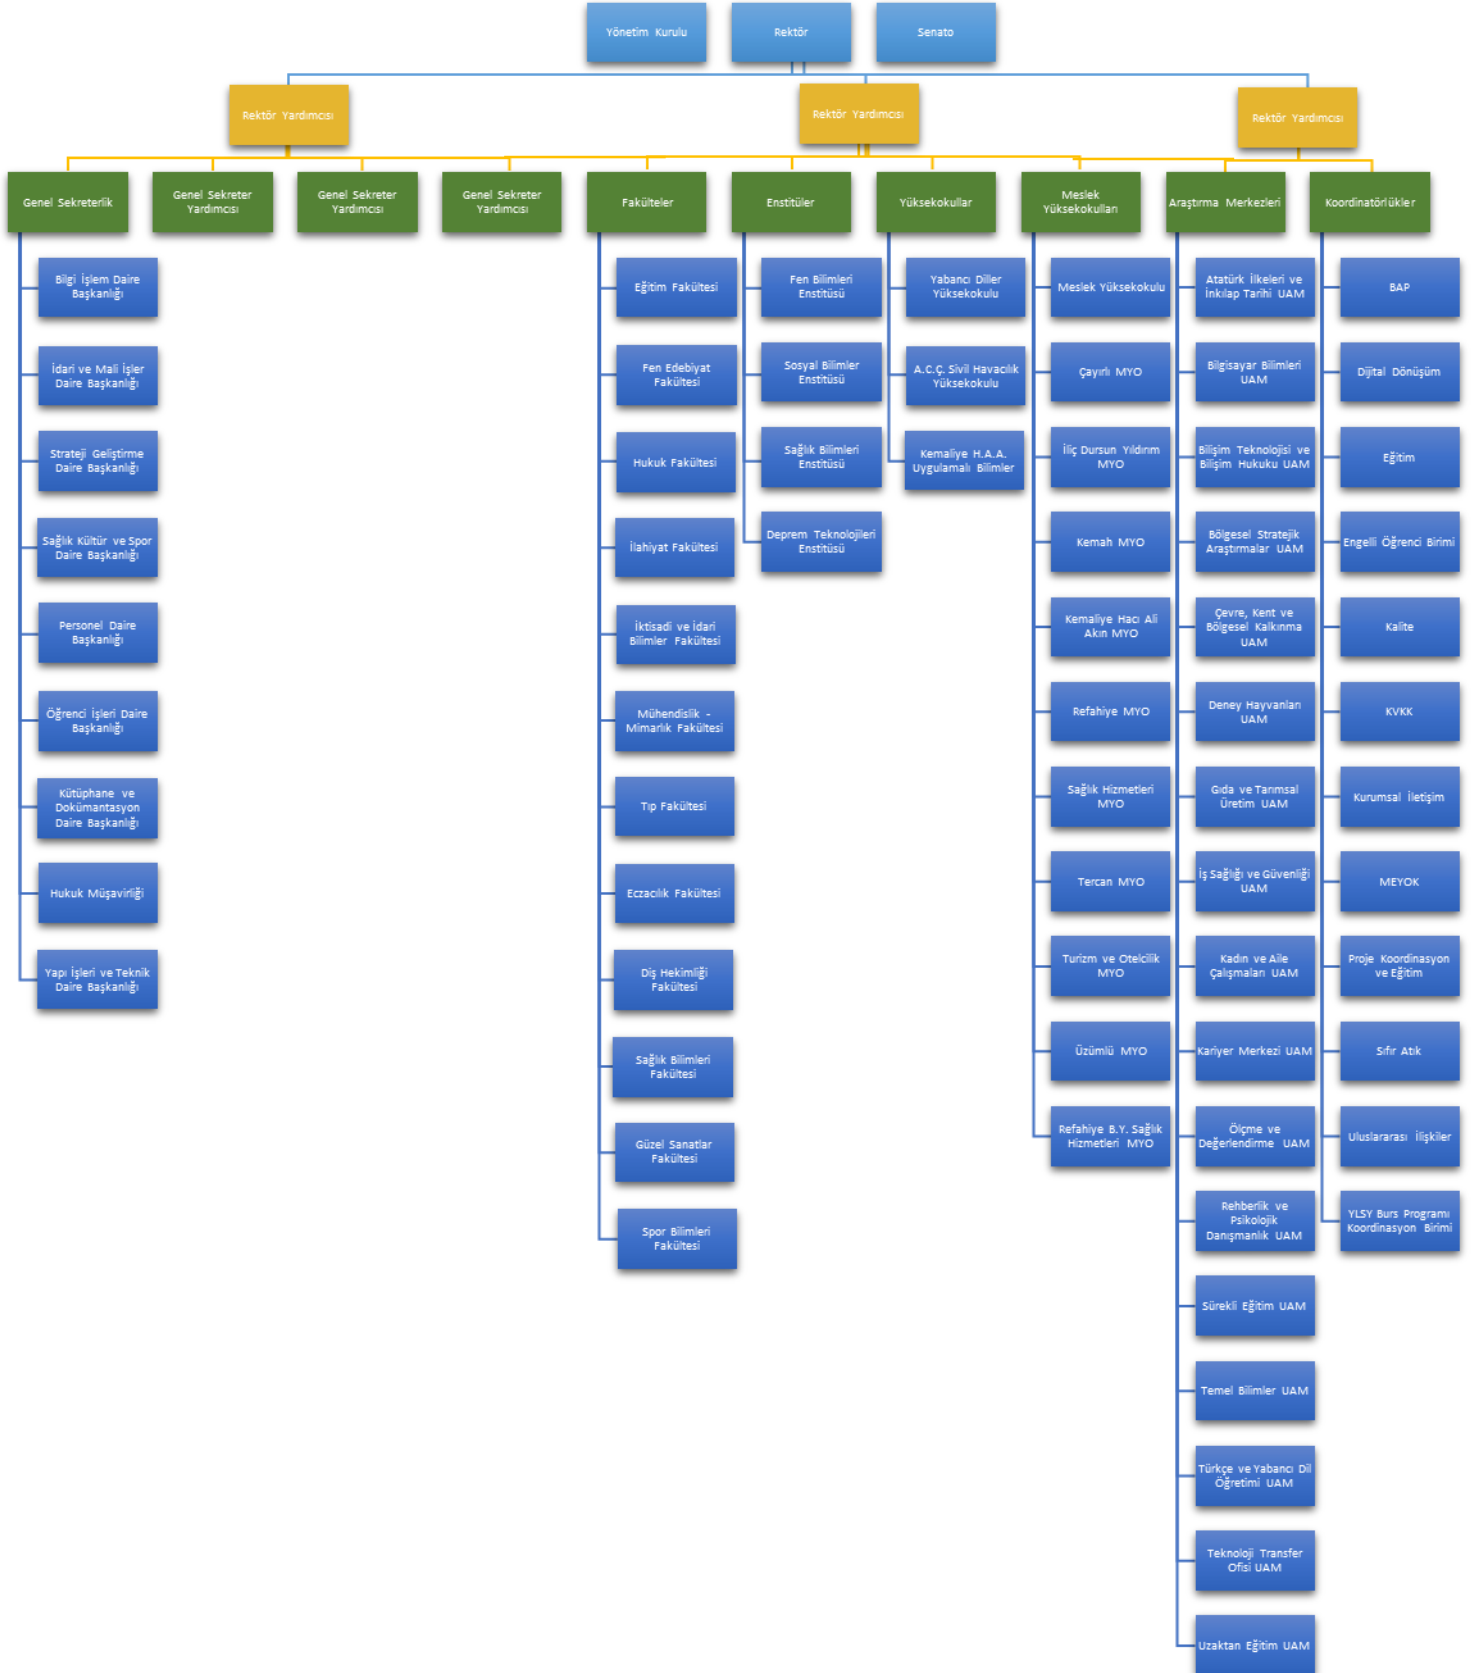 Yönetim Kurulu
Rektör
Senato
Rektör Yardımcısı
Rektör Yardımcısı
Rektör Yardımcısı
Genel Sekreterlik
Genel Sekreter
Yardımcısı
Genel Sekreter
Yardımcısı
Genel Sekreter
Yardımcısı
Fakülteler
Enstitüler
Yüksekokullar
Meslek
Yüksekokulları
Araştırma Merkezleri
Koordinatörlükler
Bilgi İşlem Daire
Başkanlığı
İdari ve Mali İşler
Daire Başkanlığı
Strateji Geliştirme
Daire Başkanlığı
Sağlık Kültür ve Spor
Daire Başkanlığı
Personel Daire
Başkanlığı
Öğrenci İşleri Daire
Başkanlığı
Kütüphane ve
Dokümantasyon
Daire Başkanlığı
Hukuk Müşavirliği
Yapı İşleri ve Teknik
Daire Başkanlığı
Eğitim Fakültesi
Fen Edebiyat
Fakültesi
Hukuk Fakültesi
İlahiyat Fakültesi
İktisadi ve İdari
Bilimler Fakültesi
Mühendislik -
Mimarlık Fakültesi
Tıp Fakültesi
Eczacılık Fakültesi
Diş Hekimliği
Fakültesi
Sağlık Bilimleri
Fakültesi
Güzel Sanatlar
Fakültesi
Spor Bilimleri
Fakültesi
Fen Bilimleri
Enstitüsü
Sosyal Bilimler
Enstitüsü
Sağlık Bilimleri
Enstitüsü
Deprem Teknolojileri
Enstitüsü
Yabancı Diller
Yüksekokulu
A.C.Ç. Sivil Havacılık
Yüksekokulu
Kemaliye H.A.A.
Uygulamalı Bilimler
Meslek Yüksekokulu
Çayırlı MYO
İliç Dursun Yıldırım
MYO
Kemah MYO
Kemaliye Hacı Ali
Akın MYO
Refahiye MYO
Sağlık Hizmetleri
MYO
Tercan MYO
Turizm ve Otelcilik
MYO
Üzümlü MYO
Refahiye B.Y. Sağlık
Hizmetleri MYO
Atatürk İlkeleri ve
İnkılap Tarihi UAM
Bilgisayar Bilimleri
UAM
Bilişim Teknolojisi ve
Bilişim Hukuku UAM
Bölgesel Stratejik
Araştırmalar UAM
Çevre, Kent ve
Bölgesel Kalkınma
UAM
Deney Hayvanları
UAM
Gıda ve Tarımsal
Üretim UAM
İş Sağlığı ve Güvenliği
UAM
Kadın ve Aile
Çalışmaları UAM
Kariyer Merkezi UAM
Ölçme ve
Değerlendirme UAM
Rehberlik ve
Psikolojik
Danışmanlık UAM
Sürekli Eğitim UAM
Temel Bilimler UAM
Türkçe ve Yabancı Dil
Öğretimi UAM
Teknoloji Transfer
Ofisi UAM
Uzaktan Eğitim UAM
BAP
Dijital Dönüşüm
Eğitim
Engelli Öğrenci Birimi
Kalite
KVKK
Kurumsal İletişim
MEYOK
Proje Koordinasyon
ve Eğitim
Sıfır Atık
Uluslararası İlişkiler
YLSY Burs Programı
Koordinasyon Birimi